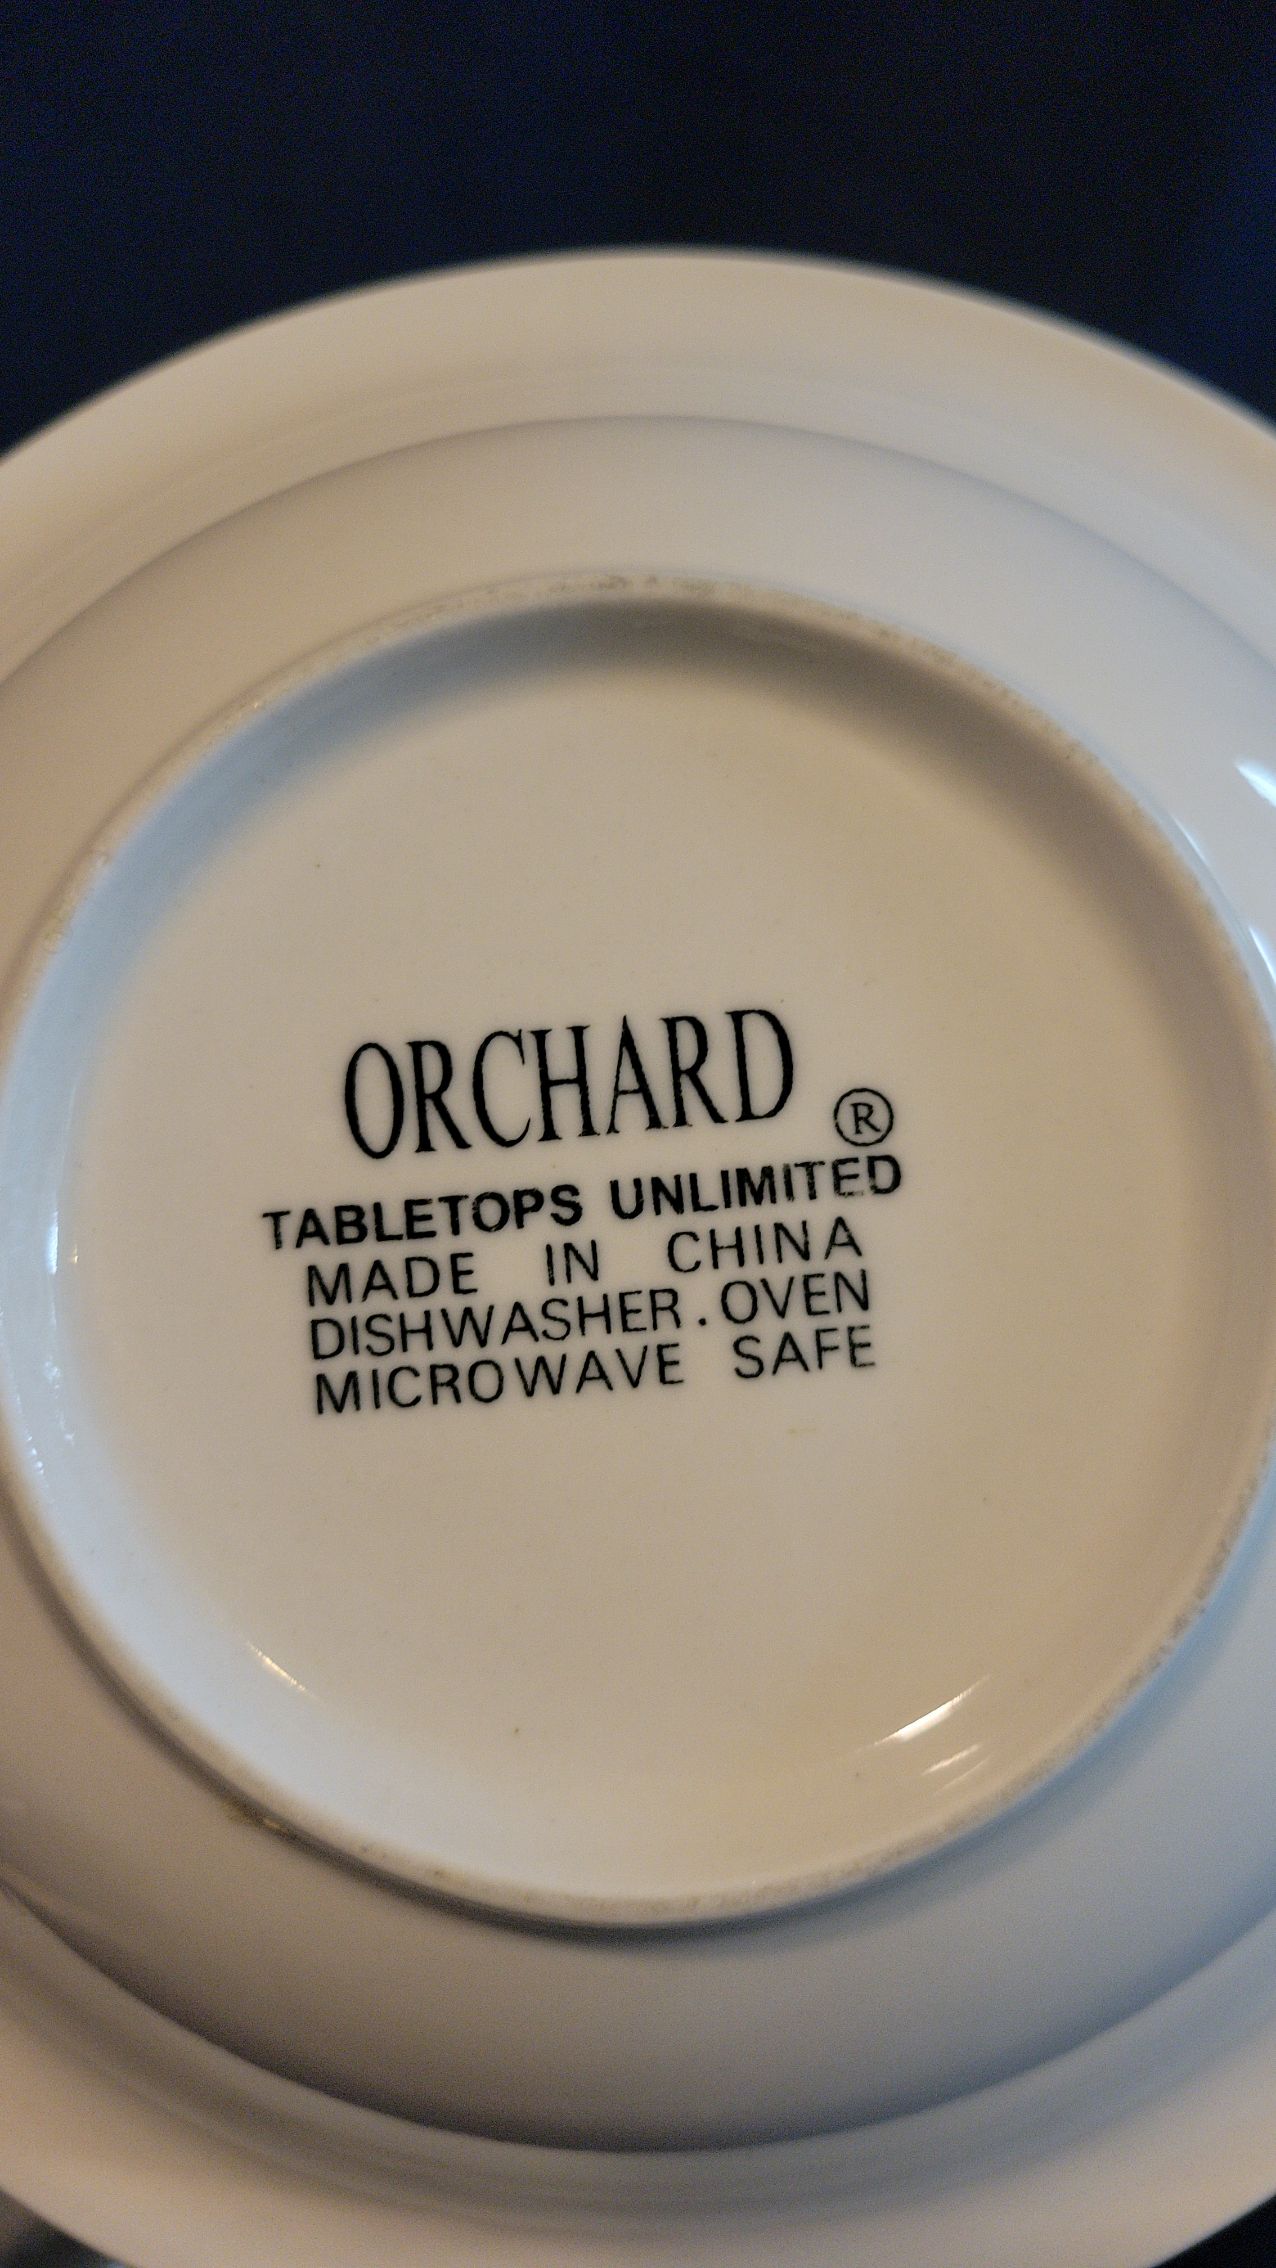 ORCHARD
®
TABLETOPS UNLIMITED
MADE IN CHINA
DISHWASHER . OVEN
MICROWAVE SAFE